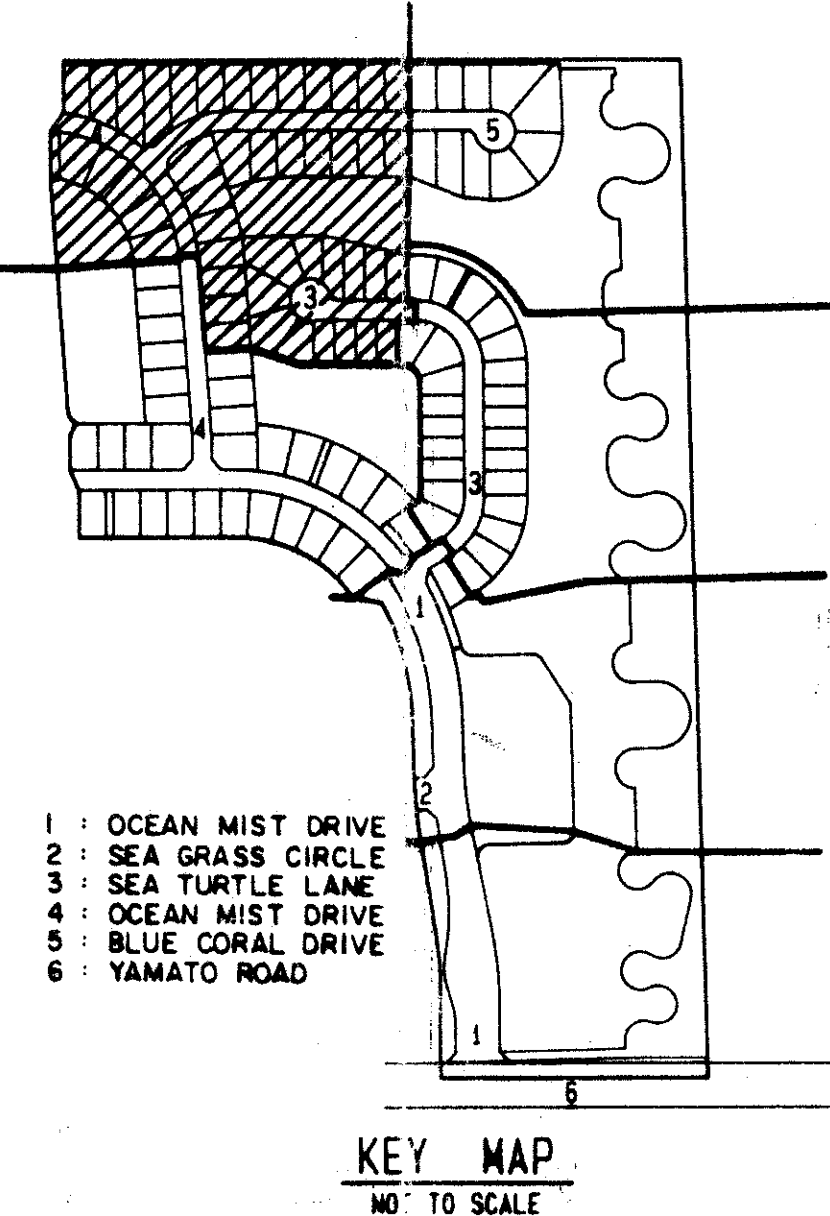 5
3
4
3
1
2
1 : OCEAN MIST DRIVE
2 : SEA GRASS CIRCLE
3 : SEA TURTLE LANE
4 : OCEAN MIST DRIVE
5 : BLUE CORAL DRIVE
6 : YAMATO ROAD
1
6
KEY MAP
NOT TO SCALE